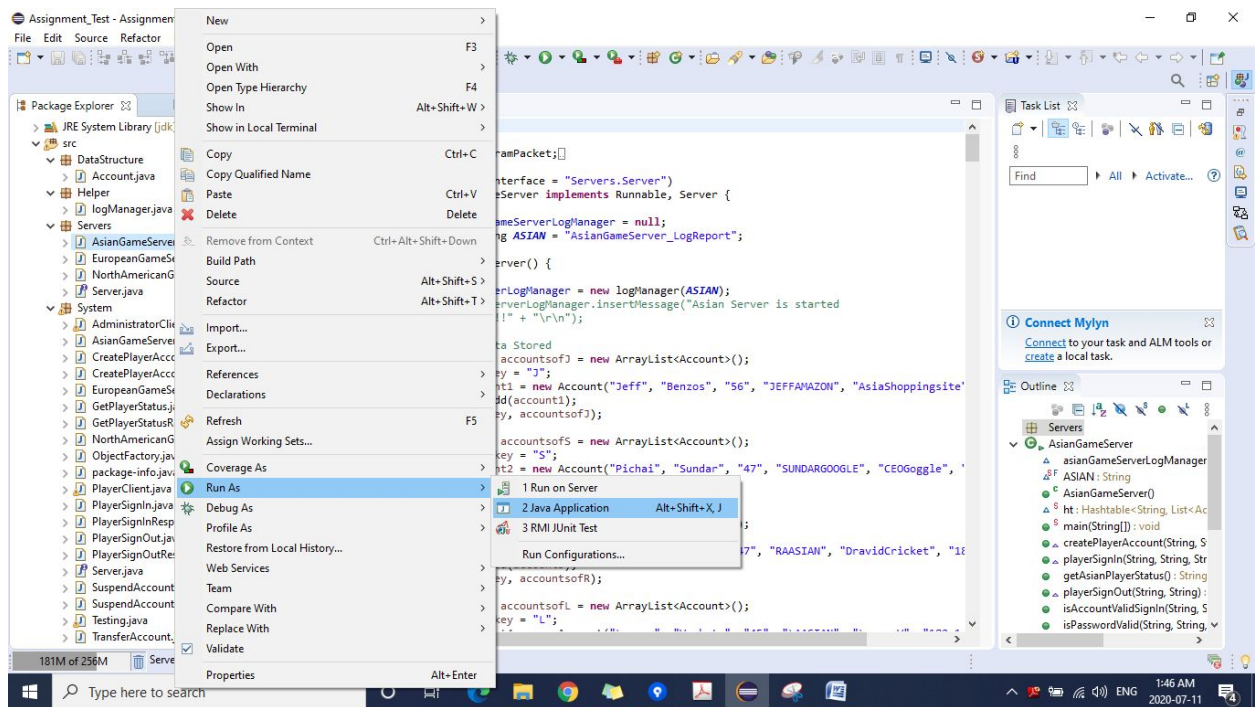 Assignment_Test - Assignmen
File Edit Source Refactor
Package Explorer
JRE System Library [jdk
src
DataStructure
Account.java
Helper
logManager.java
Servers
AsianGameServe
EuropeanGameSe
NorthAmericanG
Server.java
System
AdministratorClie
AsianGameServer
CreatePlayerAcco
CreatePlayerAcco
EuropeanGameSe
GetPlayerStatus.j
GetPlayerStatusR
NorthAmericanG
ObjectFactory.jav
package-info.java
PlayerClient.java
PlayerSignIn.java
PlayerSignInResp
PlayerSignOut.jav
PlayerSignOutRes
Server.java
SuspendAccount
SuspendAccount
Testing.java
TransferAccount.
181M of 256M
Serve
New
Open F3
Open With
Open Type Hierarchy F4
Show In Alt+Shift+W
Show in Local Terminal
Copy Ctrl+C
Copy Qualified Name
Paste Ctrl+V
Delete Delete
Remove from Context Ctrl+Alt+Shift+Down
Build Path
Source Alt+Shift+S
Refactor Alt+Shift+T
Import...
Export...
References
Declarations
Refresh F5
Assign Working Sets...
Coverage As
Run As
Debug As
Profile As
Restore from Local History...
Web Services
Team
Compare With
Replace With
Validate
Properties Alt+Enter
1 Run on Server
2 Java Application Alt+Shift+X, J
3 RMI JUnit Test
Run Configurations...
ramPacket;
nterface = "Servers.Server")
eServer implements Runnable, Server {
ameServerLogManager = null;
ng ASIAN = "AsianGameServer_LogReport";
erver() {
erLogManager = new logManager(ASIAN);
erverLogManager.insertMessage("Asian Server is started
!!" + "\r\n");
ta Stored
accountsofJ = new ArrayList<Account>();
ey = "J";
nt1 = new Account("Jeff", "Benzos", "56", "JEFFAMAZON", "AsiaShoppingsite"
dd(account1);
ey, accountsofJ);
accountsofS = new ArrayList<Account>();
key = "S";
nt2 = new Account("Pichai", "Sundar", "47", "SUNDARGOOGLE", "CEOGoggle", "
);
47", "RAASIAN", "DravidCricket", "18
ey, accountsofR);
accountsofL = new ArrayList<Account>();
key = "L";
Task List
Find
All
Activate...
Connect Mylyn
Connect to your task and ALM tools or
create a local task.
Outline
Servers
AsianGameServer
asianGameServerLogManager
ASIAN : String
AsianGameServer()
ht : Hashtable<String, List<Ac
main(String[]) : void
createPlayerAccount(String, S
playerSignIn(String, String, Str
getAsianPlayerStatus() : String
playerSignOut(String, String) :
isAccountValidSignIn(String, S
isPasswordValid(String, String,
Type here to search
ENG
1:46 AM
2020-07-11
4